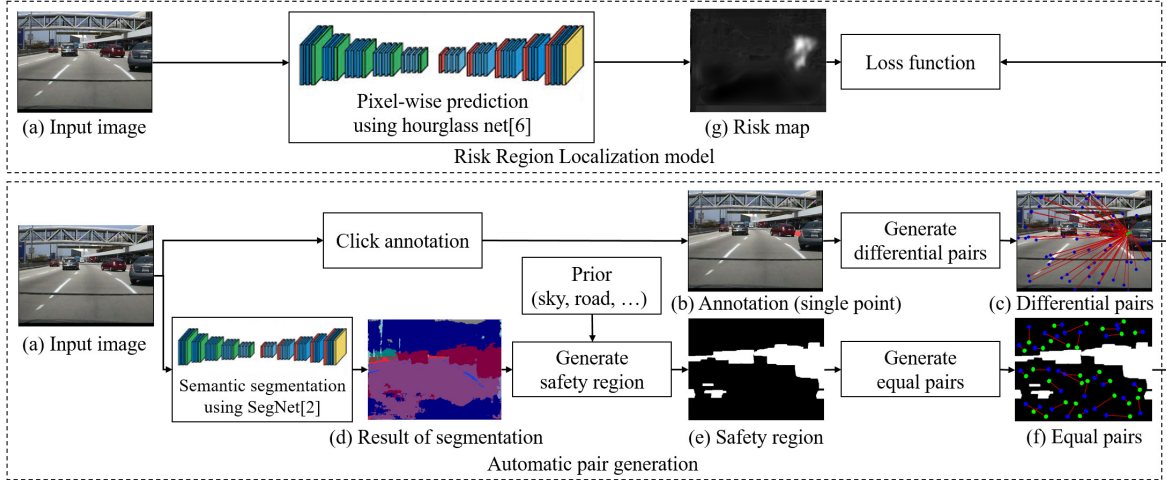 Pixel-wise prediction
using hourglass net[6]
Loss function
(a) Input image
(g) Risk map
Risk Region Localization model
Click annotation
Generate
differential pairs
Prior
(sky, road, …)
(b) Annotation (single point)
(c) Differential pairs
(a) Input image
Semantic segmentation
using SegNet[2]
Generate
safety region
Generate
equal pairs
(d) Result of segmentation
(e) Safety region
(f) Equal pairs
Automatic pair generation